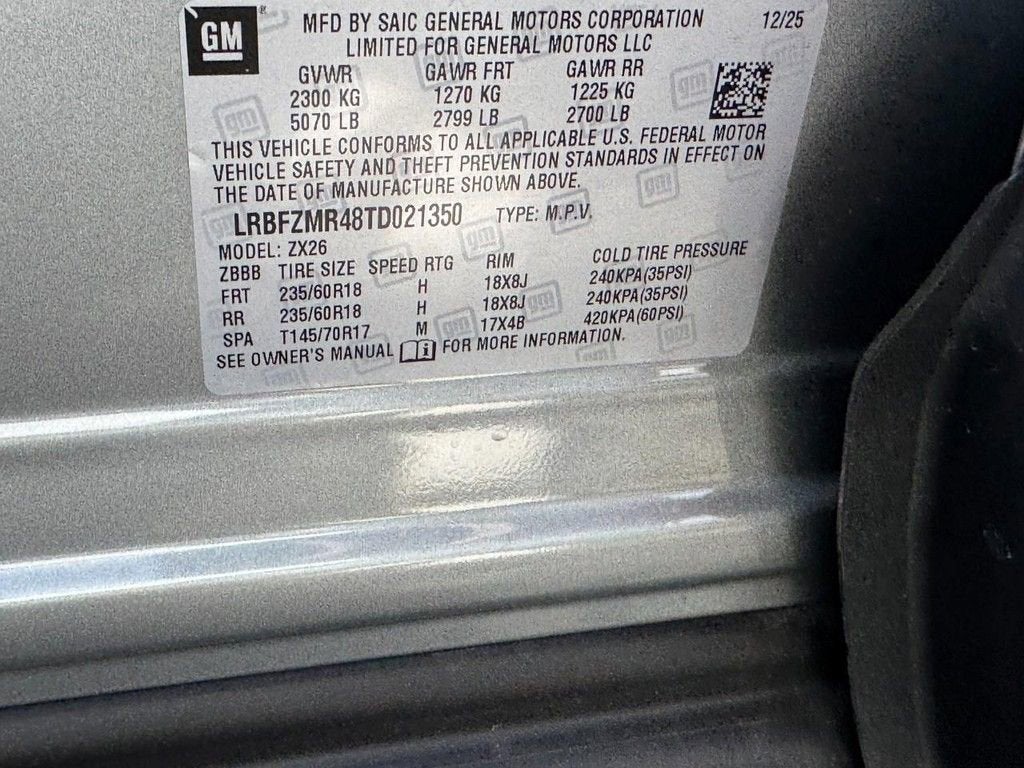 GM
MFD BY SAIC GENERAL MOTORS CORPORATION 12/25
LIMITED FOR GENERAL MOTORS LLC
GVWR GAWR FRT GAWR RR
2300 KG 1270 KG 1225 KG
5070 LB 2799 LB 2700 LB
THIS VEHICLE CONFORMS TO ALL APPLICABLE U.S. FEDERAL MOTOR
VEHICLE SAFETY AND THEFT PREVENTION STANDARDS IN EFFECT ON
THE DATE OF MANUFACTURE SHOWN ABOVE.
LRBFZMR48TD021350 TYPE: M.P.V.
MODEL: ZX26
ZBBB TIRE SIZE SPEED RTG RIM COLD TIRE PRESSURE
FRT 235/60R18 H 18X8J 240KPA(35PSI)
RR 235/60R18 H 18X8J 240KPA(35PSI)
SPA T145/70R17 M 17X4B 420KPA(60PSI)
SEE OWNER'S MANUAL i FOR MORE INFORMATION.